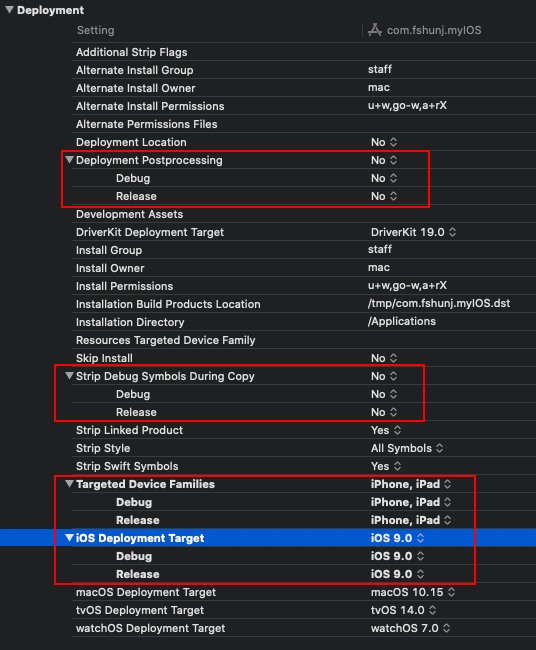 Deployment
Setting com.fshunj.myIOS
Additional Strip Flags
Alternate Install Group staff
Alternate Install Owner mac
Alternate Install Permissions u+w,go-w,a+rX
Alternate Permissions Files
Deployment Location No
Deployment Postprocessing No
Debug No
Release No
Development Assets
DriverKit Deployment Target DriverKit 19.0
Install Group staff
Install Owner mac
Install Permissions u+w,go-w,a+rX
Installation Build Products Location /tmp/com.fshunj.myIOS.dst
Installation Directory /Applications
Resources Targeted Device Family
Skip Install No
Strip Debug Symbols During Copy No
Debug No
Release No
Strip Linked Product Yes
Strip Style All Symbols
Strip Swift Symbols Yes
Targeted Device Families iPhone, iPad
Debug iPhone, iPad
Release iPhone, iPad
iOS Deployment Target iOS 9.0
Debug iOS 9.0
Release iOS 9.0
macOS Deployment Target macOS 10.15
tvOS Deployment Target tvOS 14.0
watchOS Deployment Target watchOS 7.0